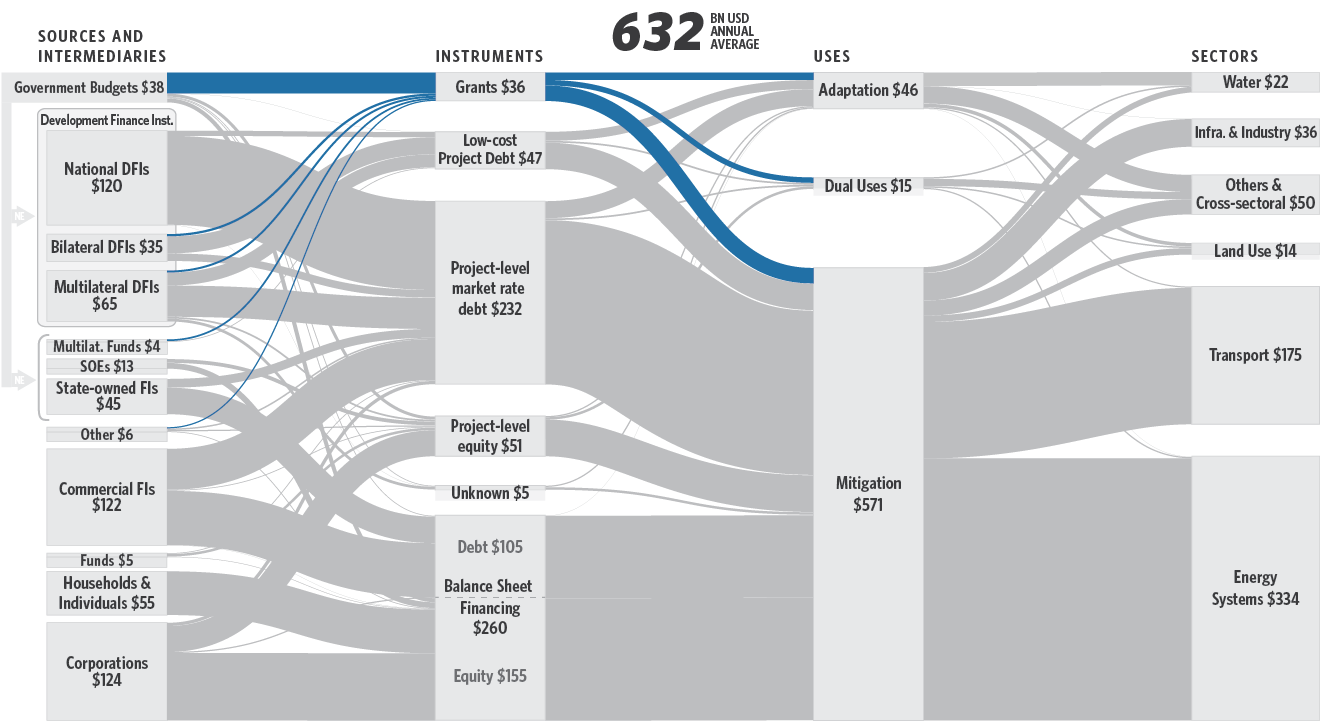 632 BN USD
ANNUAL
AVERAGE
SOURCES AND
INTERMEDIARIES
INSTRUMENTS
USES
SECTORS
Government Budgets $38
Development Finance Inst.
National DFIs
$120
Bilateral DFIs $35
Multilateral DFIs
$65
NE
Multilat. Funds $4
SOEs $13
State-owned FIs
$45
NE
Other $6
Commercial FIs
$122
Funds $5
Households &
Individuals $55
Corporations
$124
Grants $36
Low-cost
Project Debt $47
Project-level
market rate
debt $232
Project-level
equity $51
Unknown $5
Debt $105
Balance Sheet
Financing
$260
Equity $155
Adaptation $46
Dual Uses $15
Mitigation
$571
Water $22
Infra. & Industry $36
Others &
Cross-sectoral $50
Land Use $14
Transport $175
Energy
Systems $334